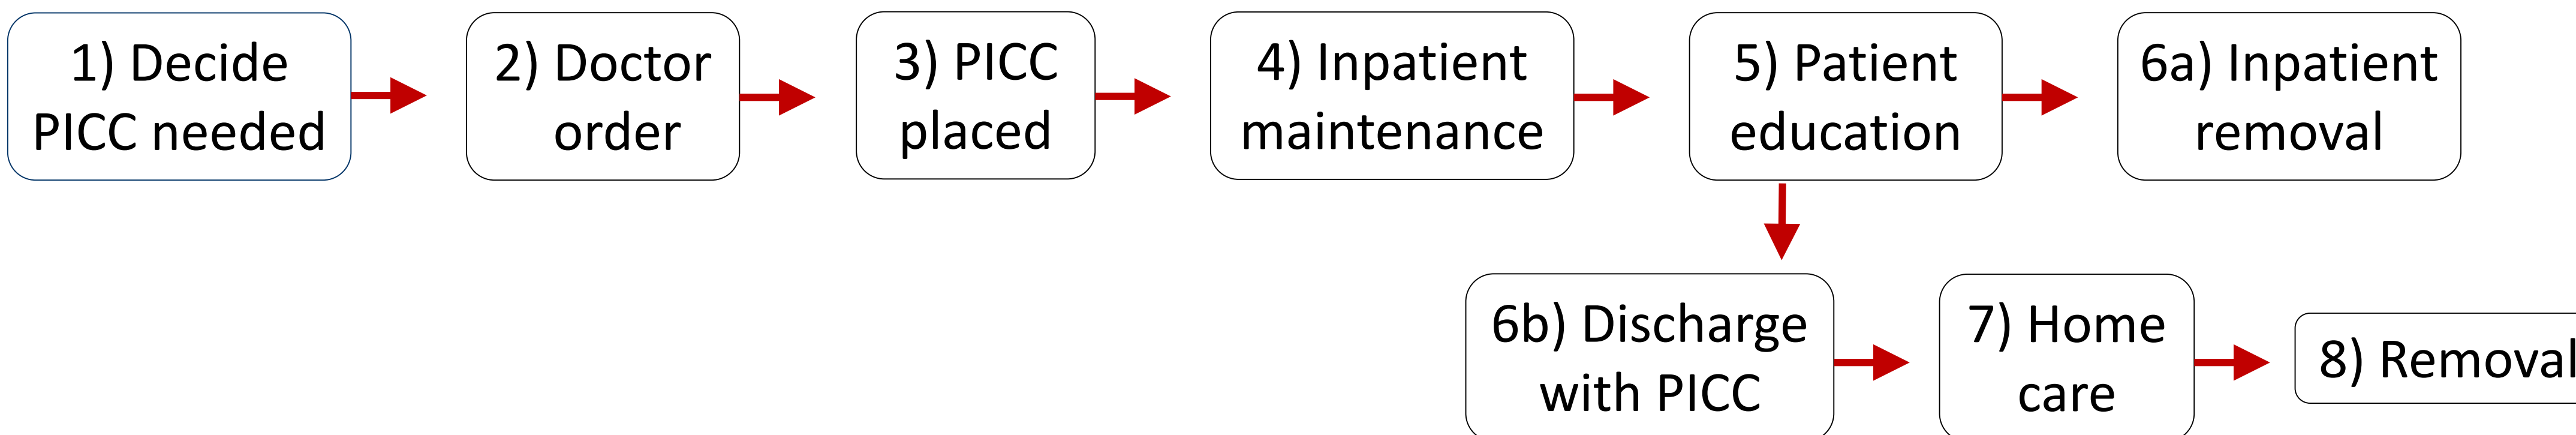 1) Decide
PICC needed
2) Doctor
order
3) PICC
placed
4) Inpatient
maintenance
5) Patient
education
6a) Inpatient
removal
6b) Discharge
with PICC
7) Home
care
8) Removal